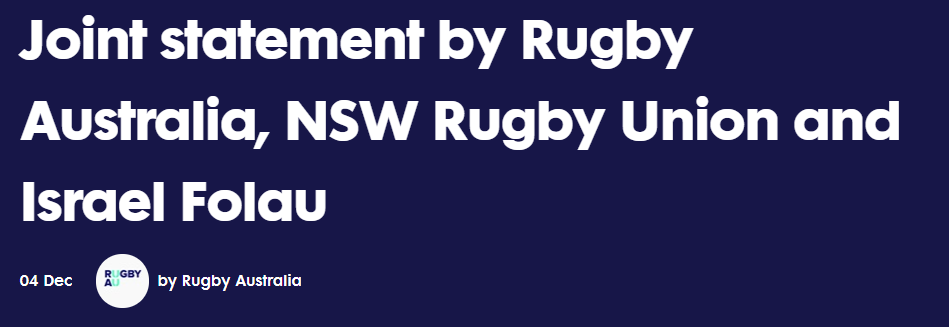 Joint statement by Rugby
Australia, NSW Rugby Union and
Israel Folau
04 Dec
RUGBY
AU
by Rugby Australia